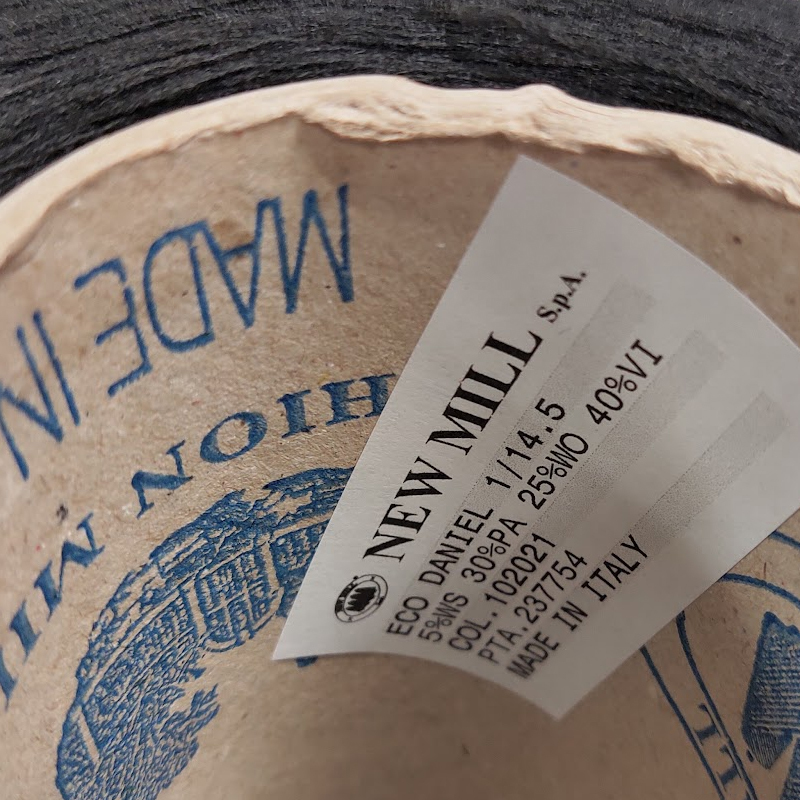 NEW MILL S.p.A.
ECO DANIEL 1/14.5
5%WS 30%PA 25%WO 40%VI
COL.102021
PTA.237754
MADE IN ITALY
MADE IN
HION MILL